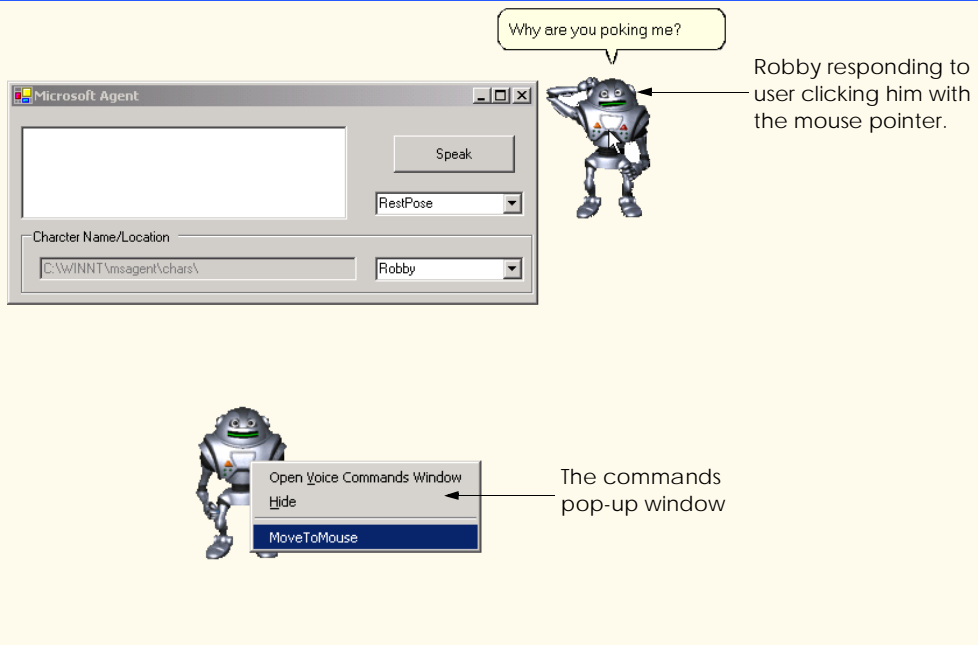 Why are you poking me?
Robby responding to
user clicking him with
the mouse pointer.
Microsoft Agent
Speak
RestPose
Charcter Name/Location
C:\WINNT\msagent\chars\
Robby
Open Voice Commands Window
Hide
MoveToMouse
The commands
pop-up window